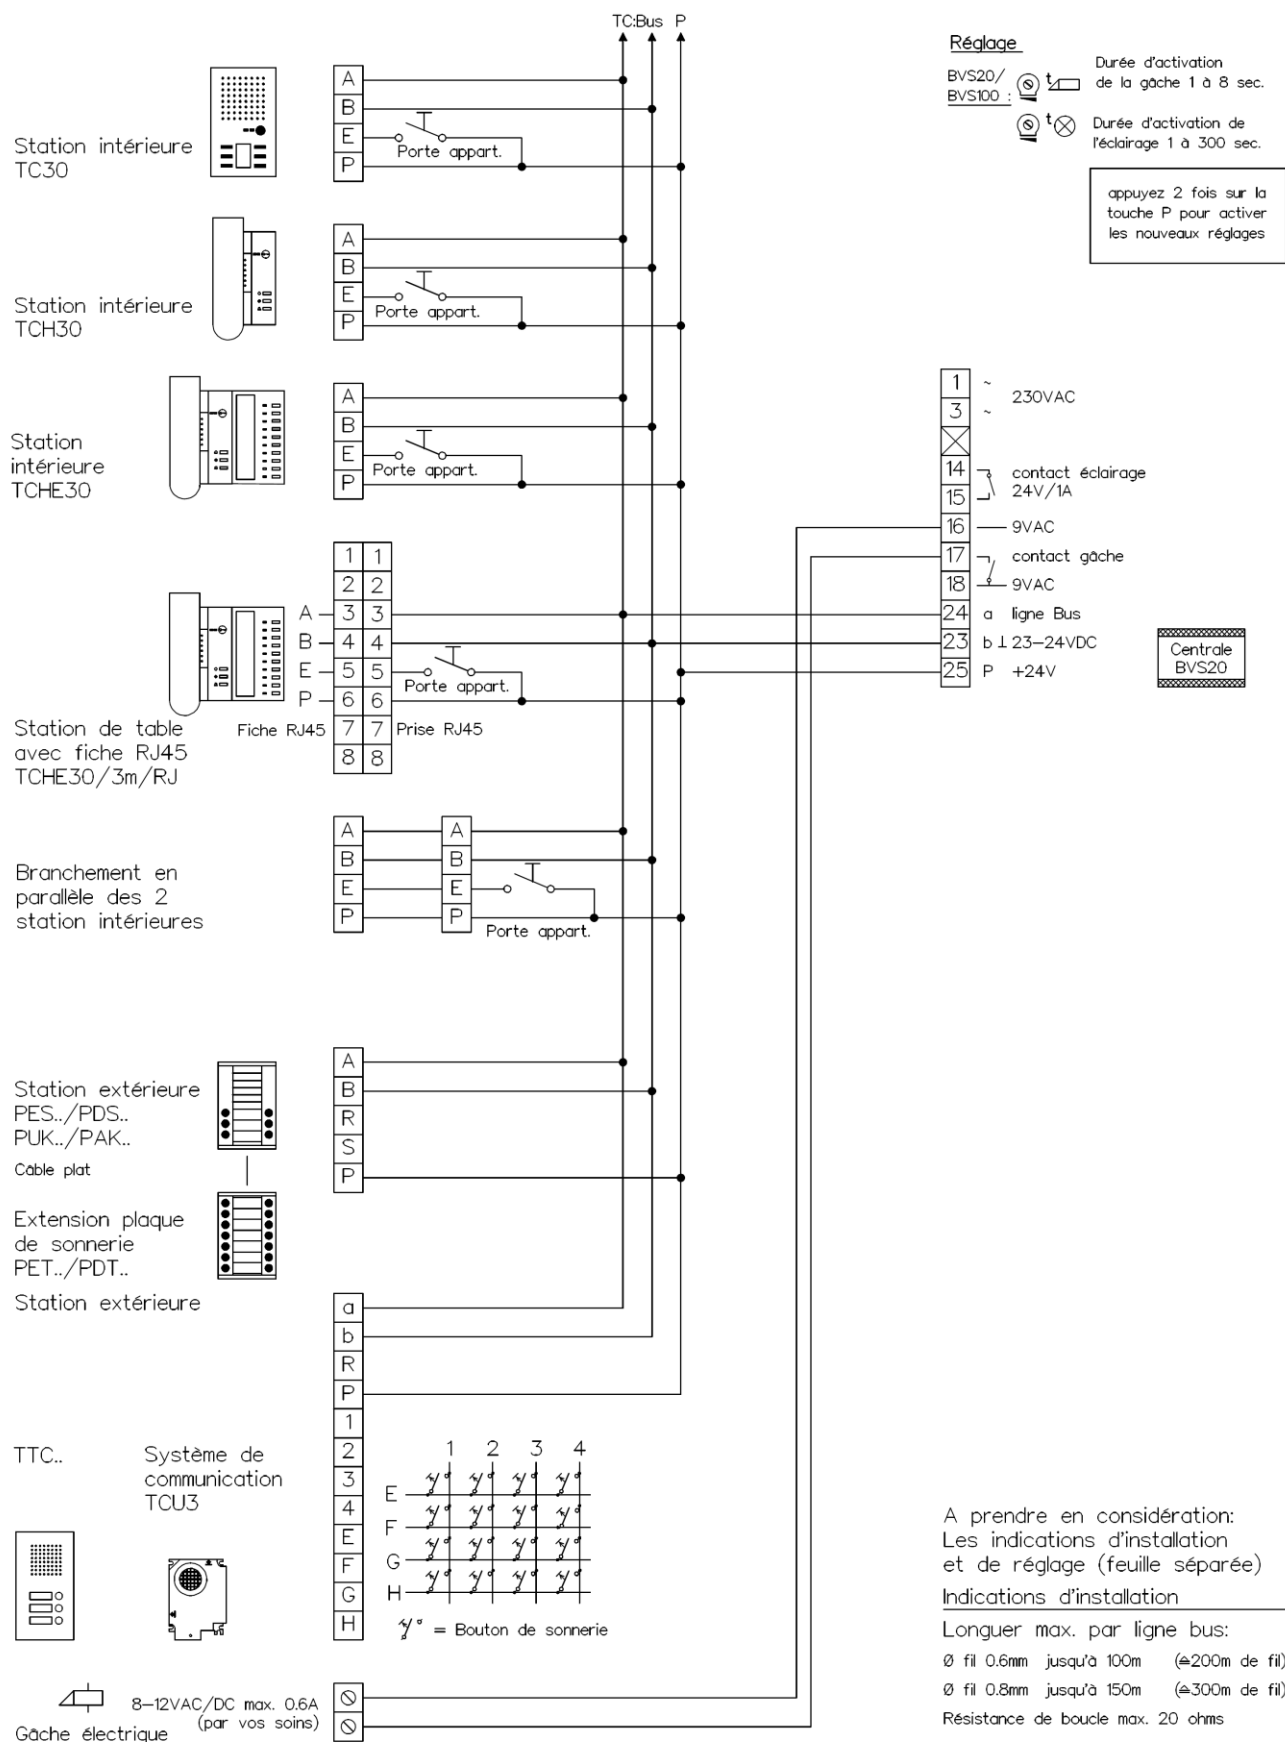 TC:Bus P
Réglage
BVS20/
BVS100 :
t
Durée d'activation
de la gâche 1 à 8 sec.
t
Durée d'activation de
l'éclairage 1 à 300 sec.
appuyez 2 fois sur la
touche P pour activer
les nouveaux réglages
Station intérieure
TC30
A
B
E
P
Porte appart.
Station intérieure
TCH30
A
B
E
P
Porte appart.
Station
intérieure
TCHE30
A
B
E
P
Porte appart.
1 ~
230VAC
3 ~
14
contact éclairage
15
24V/1A
16 9VAC
17 contact gâche
18 9VAC
24 a ligne Bus
23 b ⊥ 23-24VDC
25 P +24V
Centrale
BVS20
1 1
2 2
A 3 3
B 4 4
E 5 5
P 6 6
7 7
8 8
Porte appart.
Fiche RJ45
Prise RJ45
Station de table
avec fiche RJ45
TCHE30/3m/RJ
Branchement en
parallèle des 2
station intérieures
A A
B B
E E
P P
Porte appart.
Station extérieure
PES../PDS..
PUK../PAK..
Câble plat
A
B
R
S
P
Extension plaque
de sonnerie
PET../PDT..
Station extérieure
a
b
R
P
1
2
3
4
E
F
G
H
TTC..
Système de
communication
TCU3
1 2 3 4
E
F
G
H
= Bouton de sonnerie
8-12VAC/DC max. 0.6A
(par vos soins)
Gâche électrique
A prendre en considération:
Les indications d'installation
et de réglage (feuille séparée)
Indications d'installation
Longuer max. par ligne bus:
Ø fil 0.6mm jusqu'à 100m (≙200m de fil)
Ø fil 0.8mm jusqu'à 150m (≙300m de fil)
Résistance de boucle max. 20 ohms